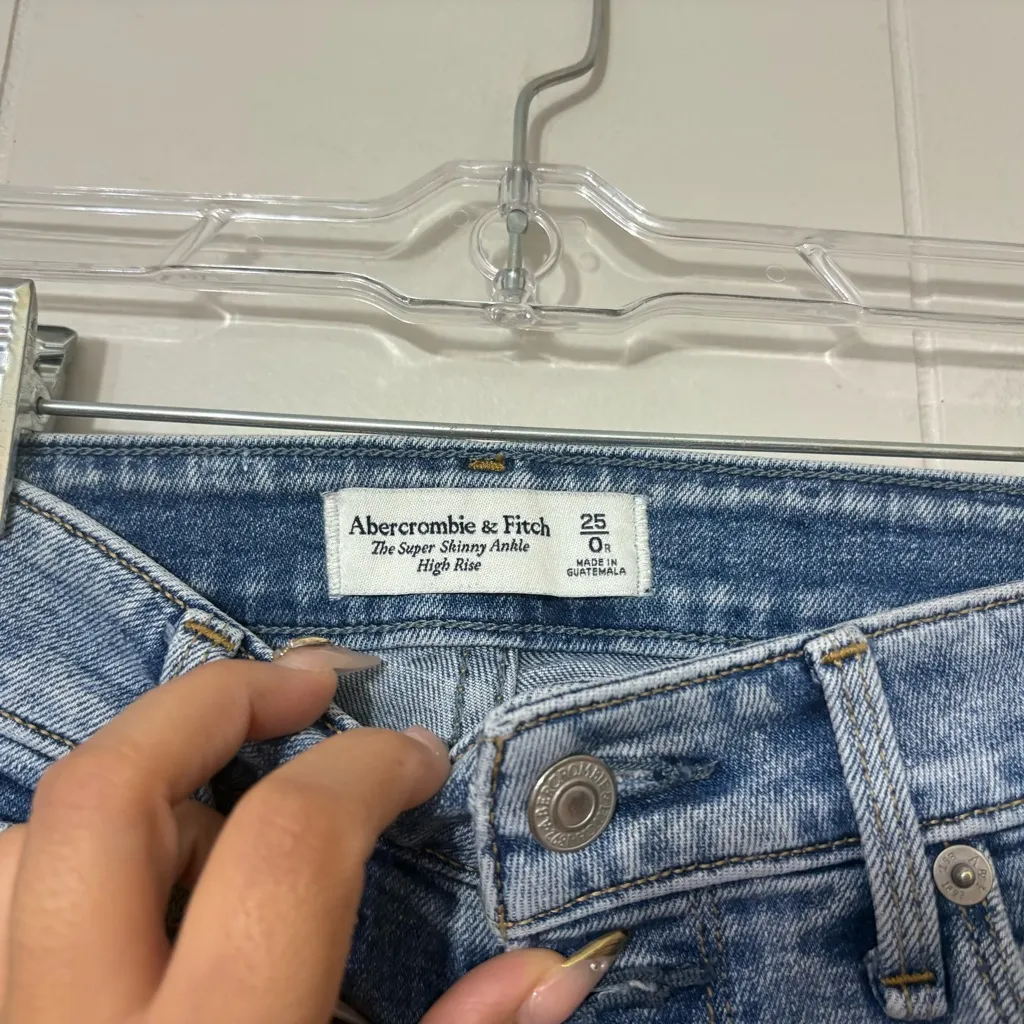 Abercrombie & Fitch
The Super Skinny Ankle
High Rise
25
0R
MADE IN
GUATEMALA
ABERCROMBIE